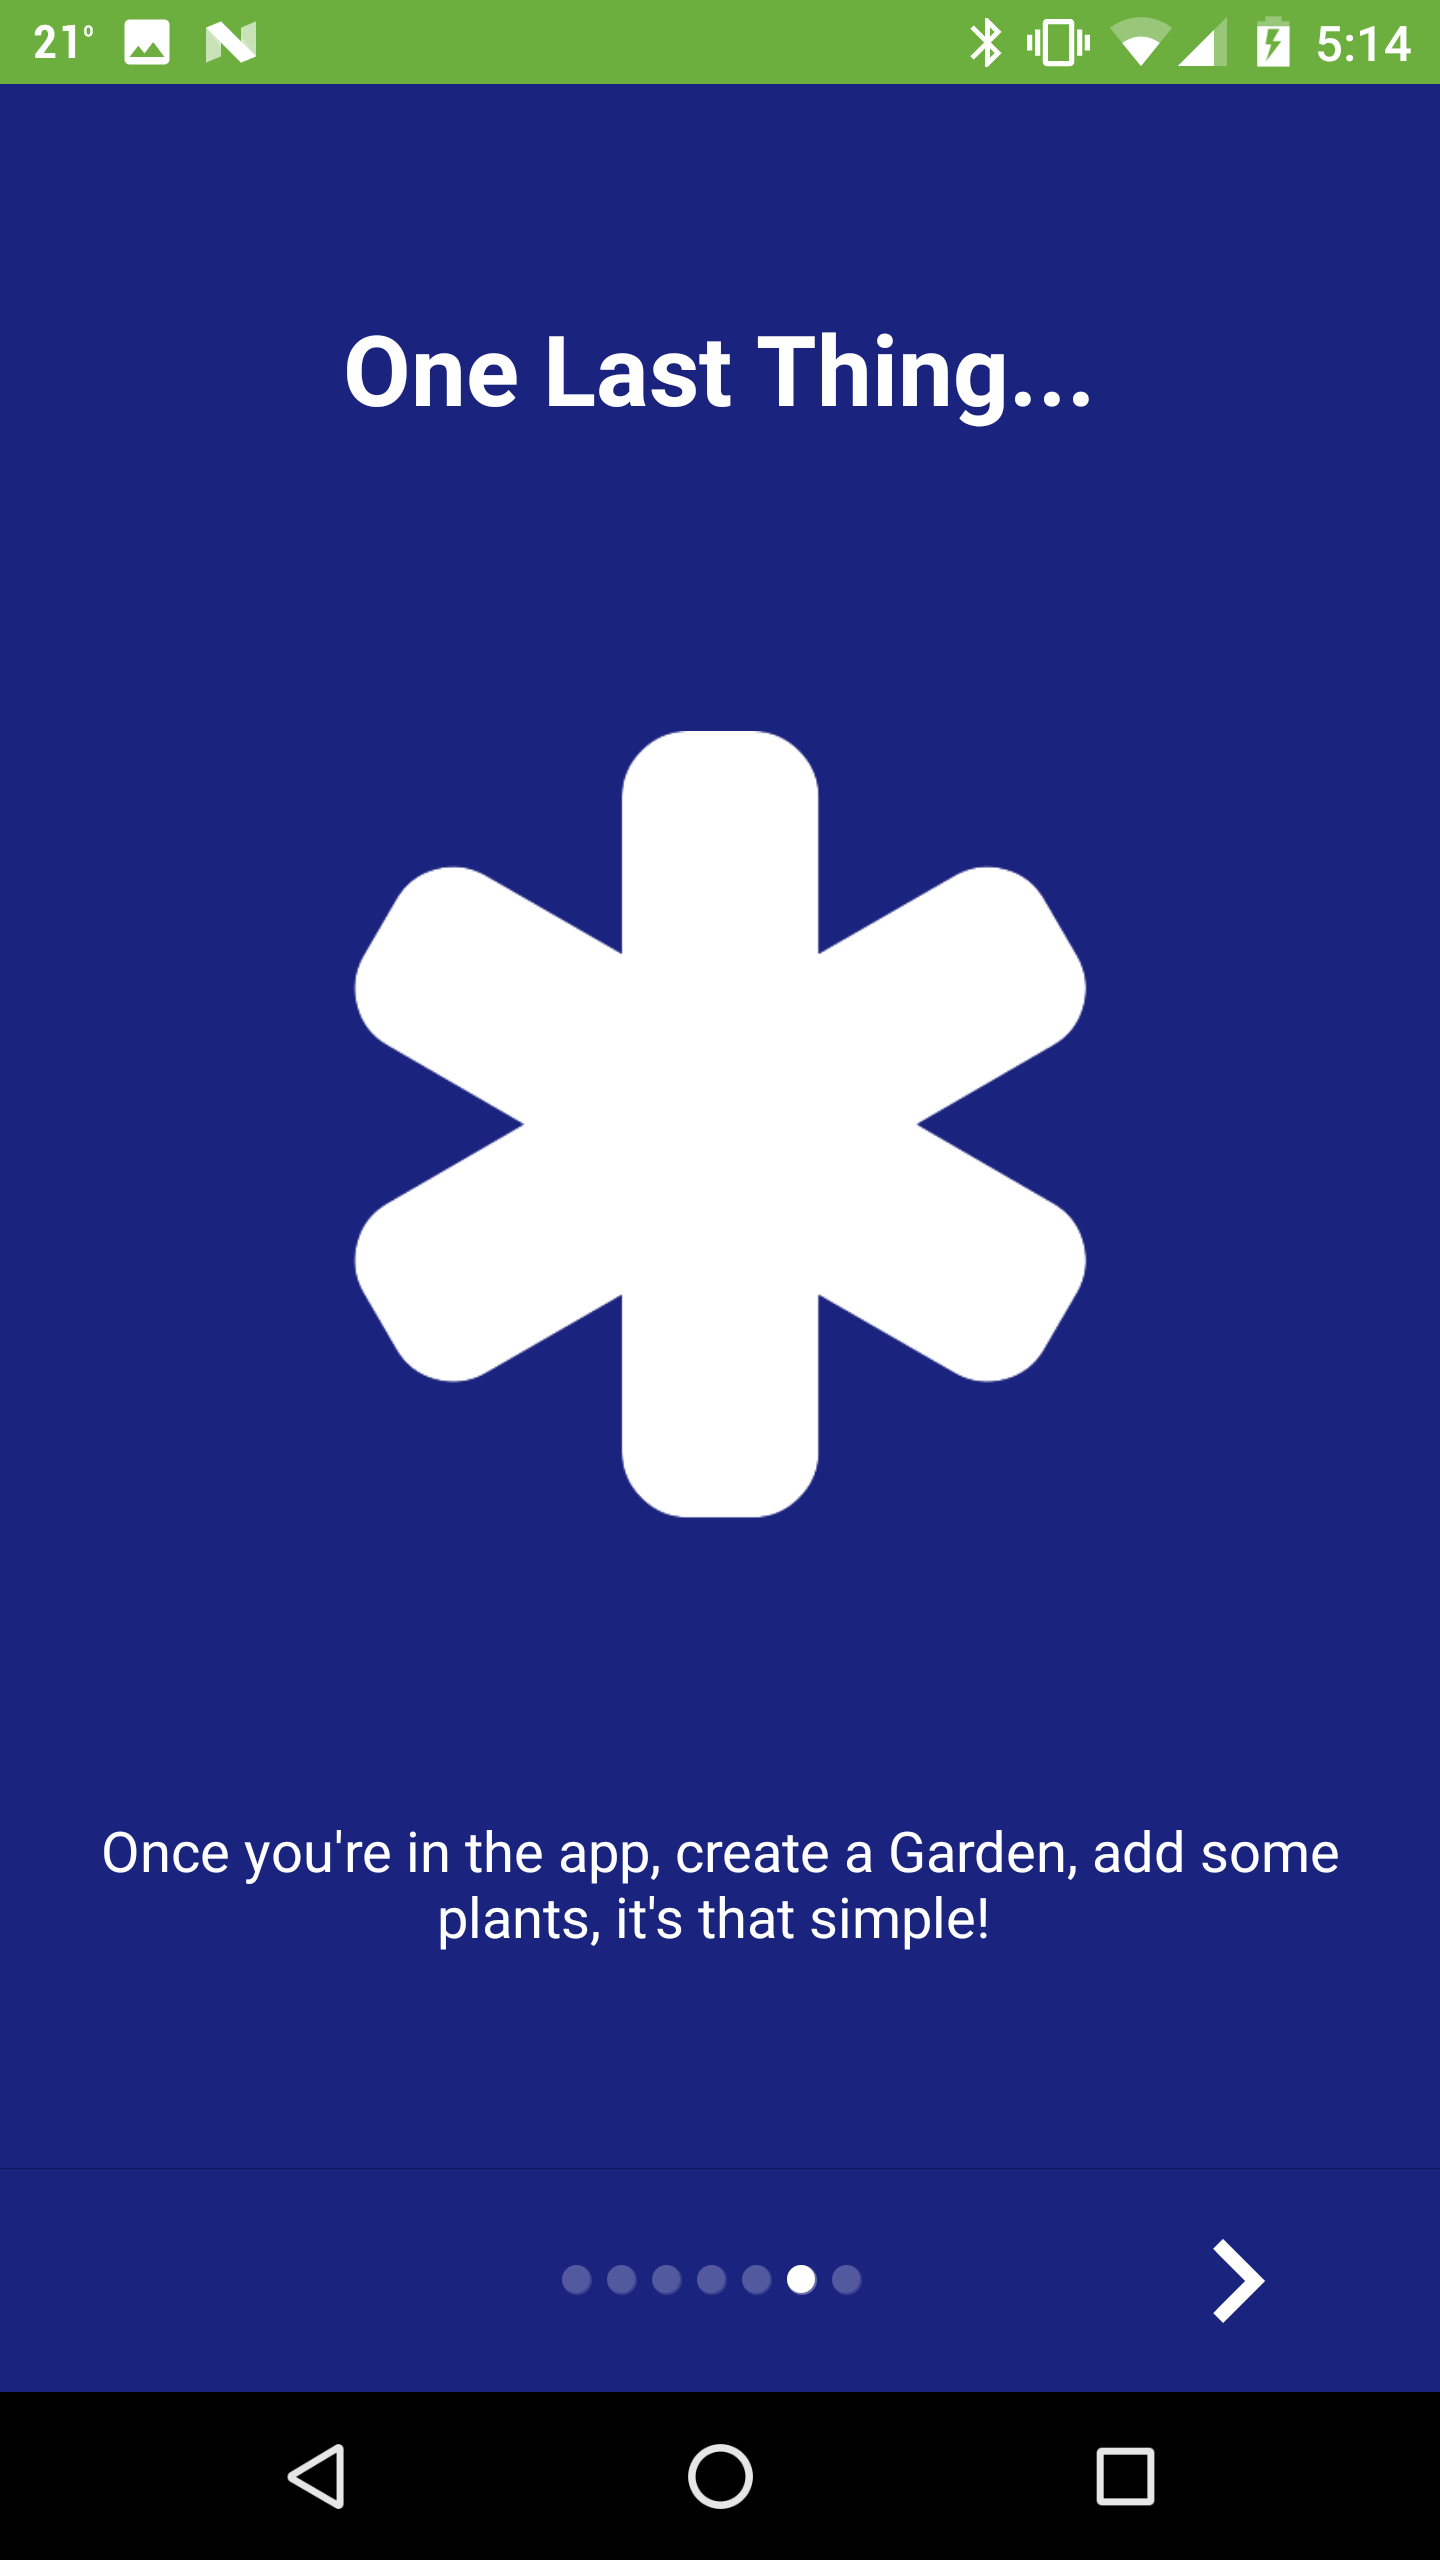 21° 5:14
One Last Thing...
Once you're in the app, create a Garden, add some
plants, it's that simple!